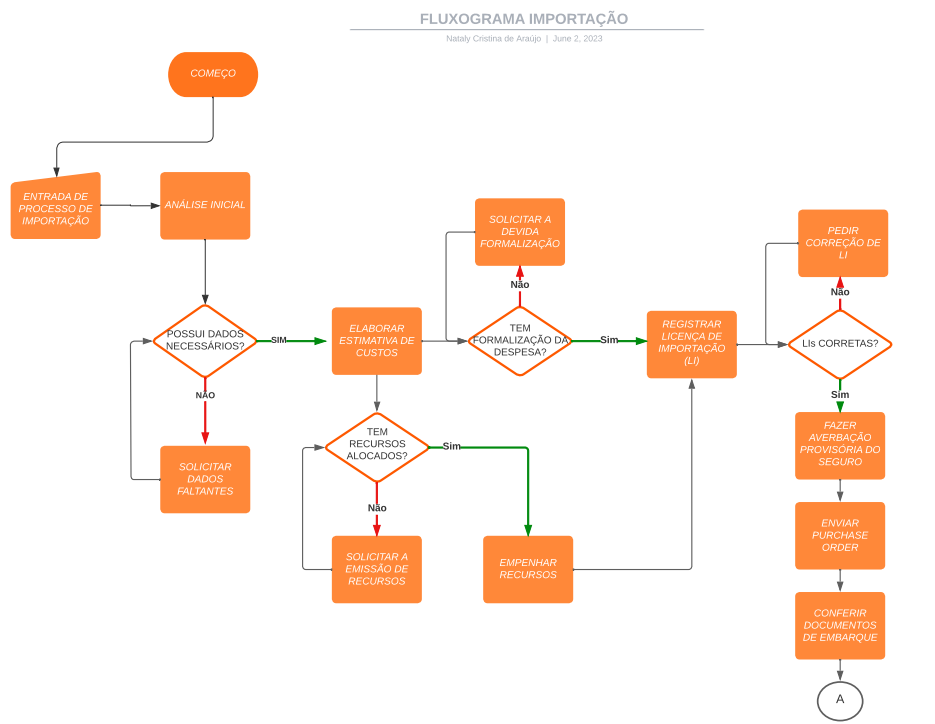 FLUXOGRAMA IMPORTAÇÃO
Nataly Cristina de Araújo | June 2, 2023
COMEÇO
ENTRADA DE
PROCESSO DE
IMPORTAÇÃO
ANÁLISE INICIAL
POSSUI DADOS
NECESSÁRIOS?
SIM
NÃO
SOLICITAR
DADOS
FALTANTES
ELABORAR
ESTIMATIVA DE
CUSTOS
TEM
RECURSOS
ALOCADOS?
Sim
Não
SOLICITAR A
EMISSÃO DE
RECURSOS
EMPENHAR
RECURSOS
SOLICITAR A
DEVIDA
FORMALIZAÇÃO
Não
TEM
FORMALIZAÇÃO DA
DESPESA?
Sim
REGISTRAR
LICENÇA DE
IMPORTAÇÃO
(LI)
PEDIR
CORREÇÃO DE
LI
Não
LIs CORRETAS?
Sim
FAZER
AVERBAÇÃO
PROVISÓRIA DO
SEGURO
ENVIAR
PURCHASE
ORDER
CONFERIR
DOCUMENTOS
DE EMBARQUE
A